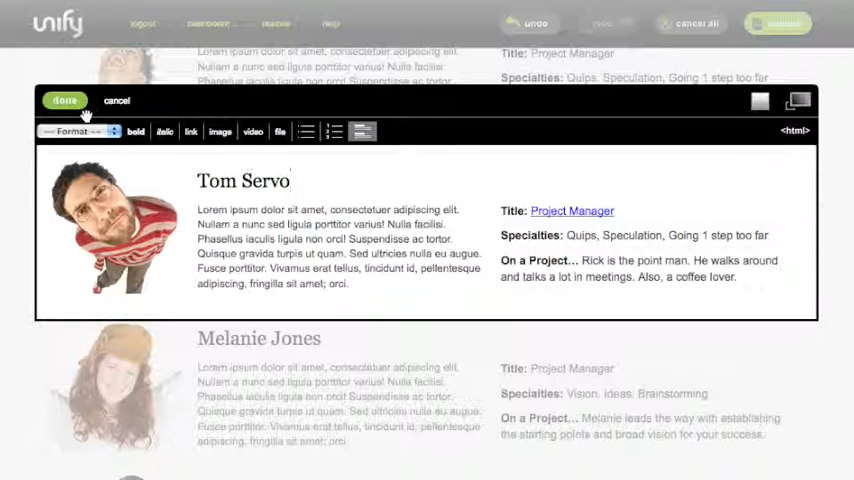 unify
logout dashboard help undo cancel all
Lorem ipsum dolor sit amet, consectetuer adipiscing elit.
Nullam a nunc sed ligula porttitor varius! Nulla facilisi.
Title: Project Manager
Specialties: Quips, Speculation, Going 1 step too far
done cancel
--- Format --- bold italic link image video file <html>
Tom Servo
Lorem ipsum dolor sit amet, consectetuer adipiscing elit.
Nullam a nunc sed ligula porttitor varius! Nulla facilisi.
Phasellus iaculis ligula non orci! Suspendisse ac tortor.
Quisque gravida turpis ut quam. Sed ultricies nulla eu augue.
Fusce porttitor. Vivamus erat tellus, tincidunt id, pellentesque
adipiscing, fringilla sit amet; orci.
Title: Project Manager
Specialties: Quips, Speculation, Going 1 step too far
On a Project... Rick is the point man. He walks around
and talks a lot in meetings. Also, a coffee lover.
Melanie Jones
Lorem ipsum dolor sit amet, consectetuer adipiscing elit.
Nullam a nunc sed ligula porttitor varius! Nulla facilisi.
Phasellus iaculis ligula non orci! Suspendisse ac tortor.
Quisque gravida turpis ut quam. Sed ultricies nulla eu augue.
Fusce porttitor. Vivamus erat tellus, tincidunt id, pellentesque
adipiscing, fringilla sit amet; orci.
Title: Project Manager
Specialties: Vision, Ideas, Brainstorming
On a Project... Melanie leads the way with establishing
the starting points and broad vision for your success.